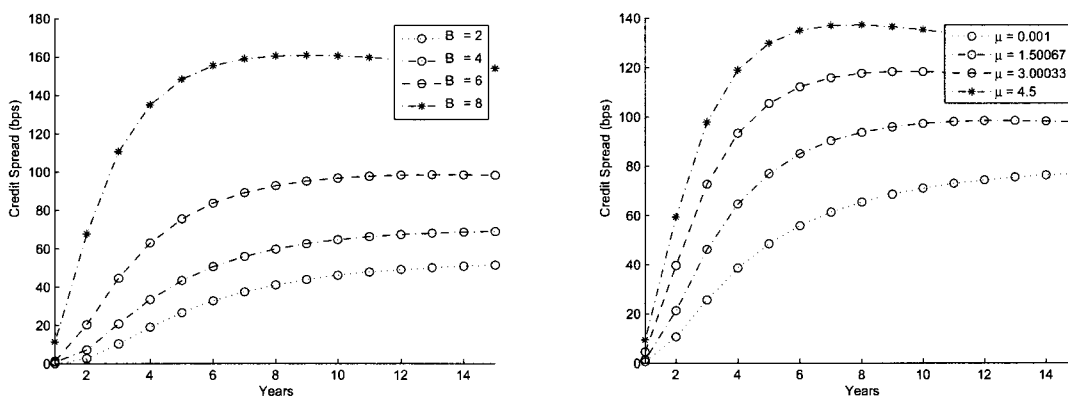 180
160
140
120
100
80
60
40
20
0
Credit Spread (bps)
2
4
6
8
10
12
14
Years
B = 2
B = 4
B = 6
B = 8
140
120
100
80
60
40
20
0
Credit Spread (bps)
2
4
6
8
10
12
14
Years
μ = 0.001
μ = 1.50067
μ = 3.00033
μ = 4.5